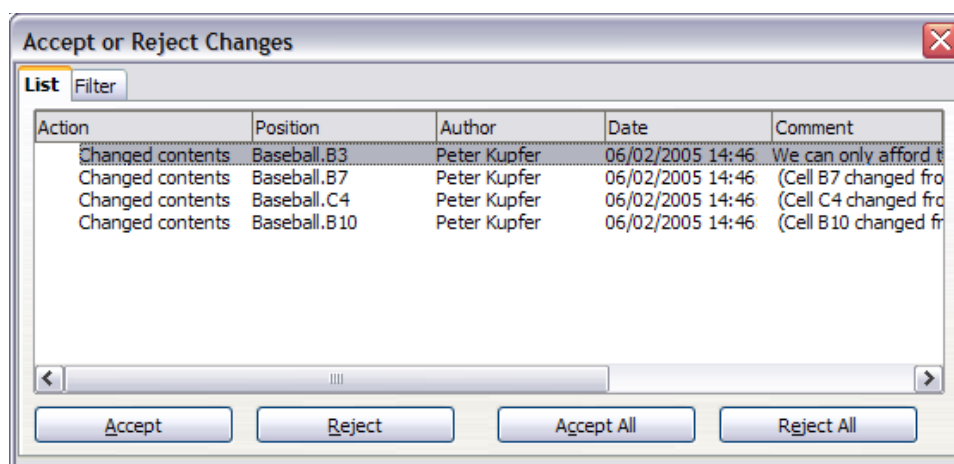 Accept or Reject Changes
List Filter
Action Position Author Date Comment
Changed contents Baseball.B3 Peter Kupfer 06/02/2005 14:46 We can only afford t
Changed contents Baseball.B7 Peter Kupfer 06/02/2005 14:46 (Cell B7 changed fro
Changed contents Baseball.C4 Peter Kupfer 06/02/2005 14:46 (Cell C4 changed fro
Changed contents Baseball.B10 Peter Kupfer 06/02/2005 14:46 (Cell B10 changed fr
Accept Reject Accept All Reject All